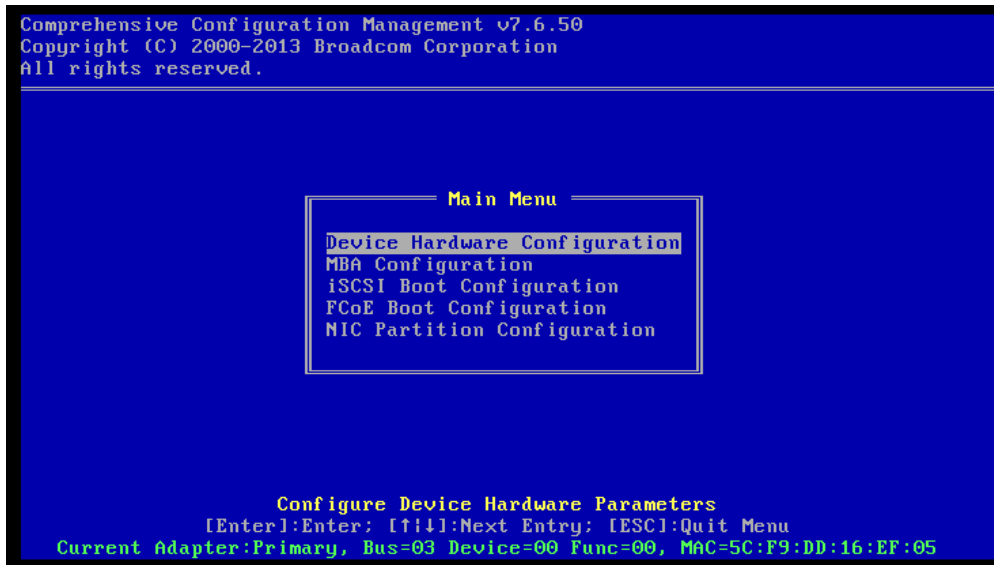 Comprehensive Configuration Management v7.6.50
Copyright (C) 2000-2013 Broadcom Corporation
All rights reserved.
Main Menu
Device Hardware Configuration
MBA Configuration
iSCSI Boot Configuration
FCoE Boot Configuration
NIC Partition Configuration
Configure Device Hardware Parameters
[Enter]:Enter; [↑¦↓]:Next Entry; [ESC]:Quit Menu
Current Adapter:Primary, Bus=03 Device=00 Func=00, MAC=5C:F9:DD:16:EF:05